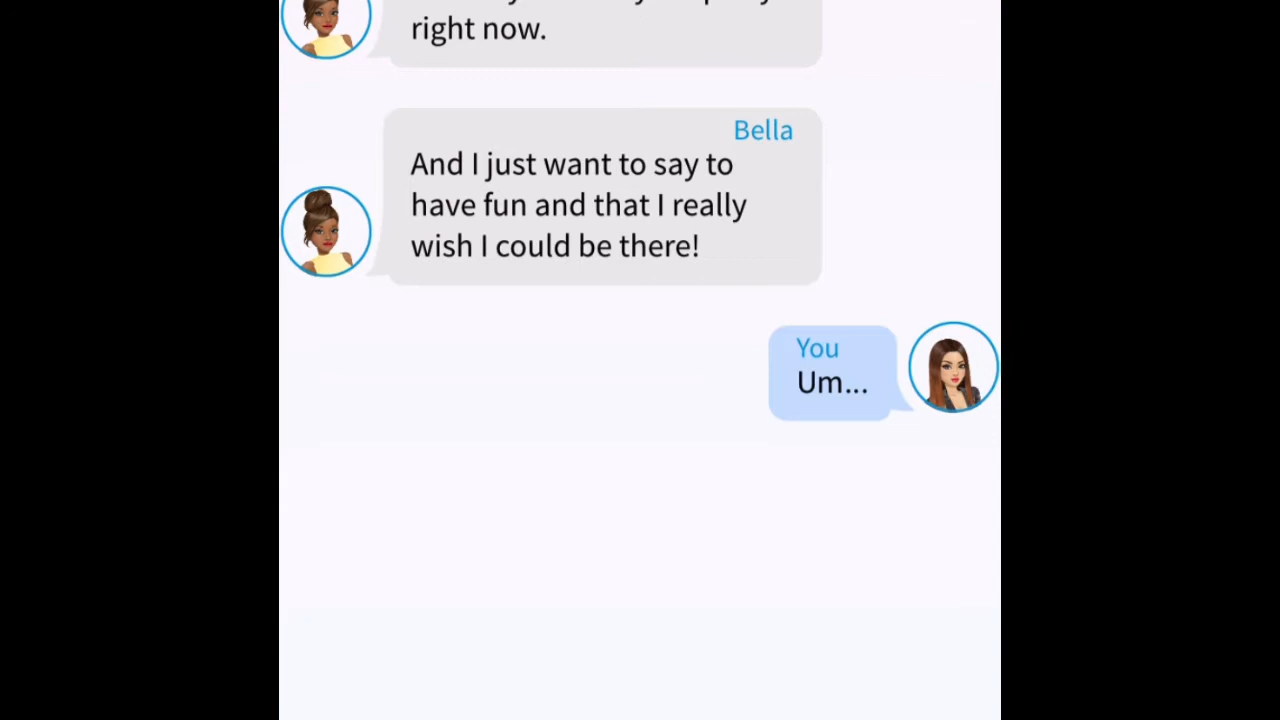 right now.
Bella
And I just want to say to
have fun and that I really
wish I could be there!
You
Um...